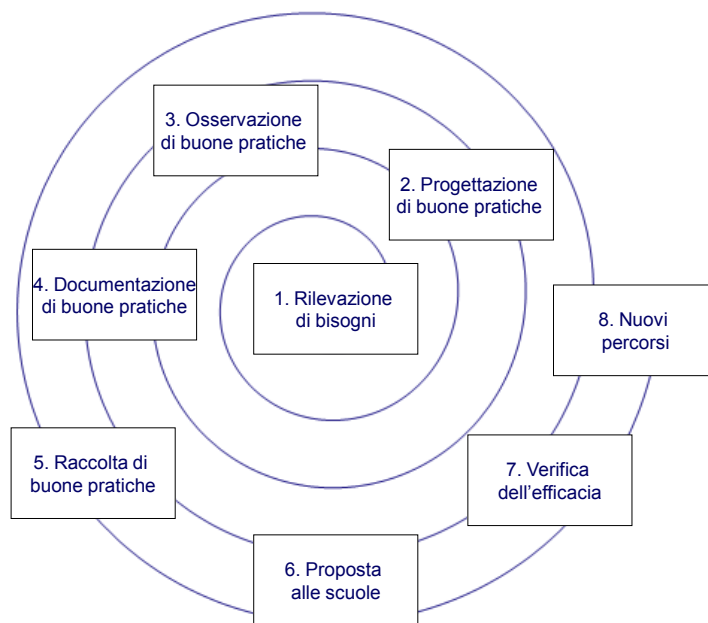 3. Osservazione
di buone pratiche
2. Progettazione
di buone pratiche
4. Documentazione
di buone pratiche
1. Rilevazione
di bisogni
8. Nuovi
percorsi
5. Raccolta di
buone pratiche
7. Verifica
dell’efficacia
6. Proposta
alle scuole